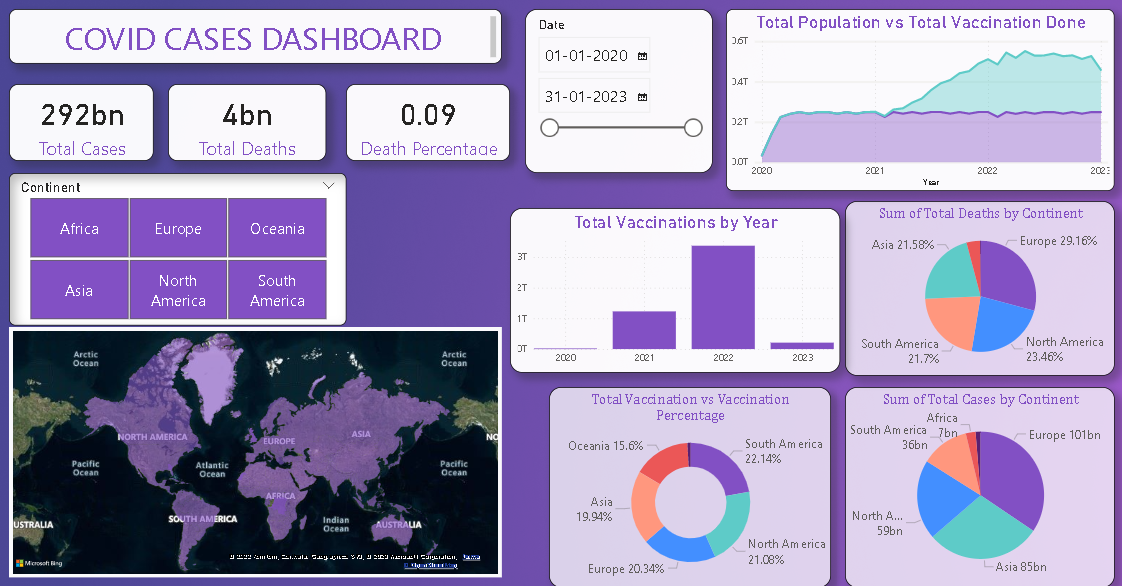 COVID CASES DASHBOARD
292bn
Total Cases
4bn
Total Deaths
0.09
Death Percentage
Date
01-01-2020
31-01-2023
Total Population vs Total Vaccination Done
0.6T
0.4T
0.2T
0.0T
2020
2021
2022
2023
Year
Continent
Africa
Europe
Oceania
Asia
North
America
South
America
Total Vaccinations by Year
3T
2T
1T
0T
2020
2021
2022
2023
Sum of Total Deaths by Continent
Asia 21.58%
Europe 29.16%
South America
21.7%
North America
23.46%
Arctic
Ocean
Arctic
Ocean
NORTH AMERICA
EUROPE
ASIA
NO
Pacific
Ocean
Atlantic
Ocean
Pacific
Ocean
AFRICA
USTRALIA
SOUTH AMERICA
Indian
Ocean
AUSTRALIA
Microsoft Bing
Total Vaccination vs Vaccination
Percentage
Oceania 15.6%
South America
22.14%
Asia
19.94%
North America
21.08%
Europe 20.34%
Sum of Total Cases by Continent
Africa
7bn
South America
36bn
Europe 101bn
North A...
59bn
Asia 85bn